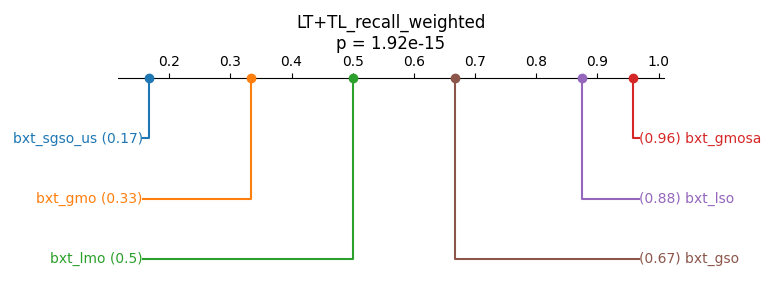 LT+TL_recall_weighted
p = 1.92e-15
0.2 0.3 0.4 0.5 0.6 0.7 0.8 0.9 1.0
bxt_sgso_us (0.17) (0.96) bxt_gmosa
bxt_gmo (0.33) (0.88) bxt_lso
bxt_lmo (0.5) (0.67) bxt_gso